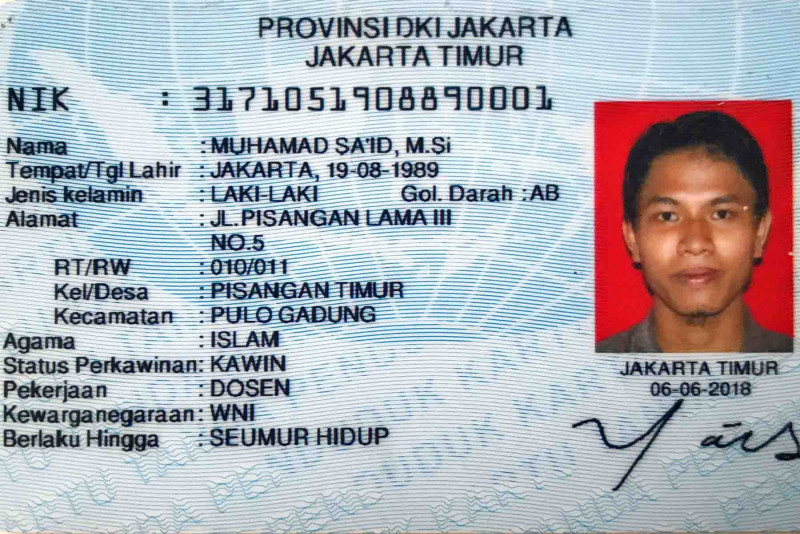 PROVINSI DKI JAKARTA
JAKARTA TIMUR
NIK : 3171051908890001
Nama : MUHAMAD SA'ID, M.Si
Tempat/Tgl Lahir : JAKARTA, 19-08-1989
Jenis kelamin : LAKI-LAKI Gol. Darah : AB
Alamat : JL. PISANGAN LAMA III
NO.5
RT/RW : 010/011
Kel/Desa : PISANGAN TIMUR
Kecamatan : PULO GADUNG
Agama : ISLAM
Status Perkawinan: KAWIN
Pekerjaan : DOSEN
Kewarganegaraan: WNI
Berlaku Hingga : SEUMUR HIDUP
JAKARTA TIMUR
06-06-2018